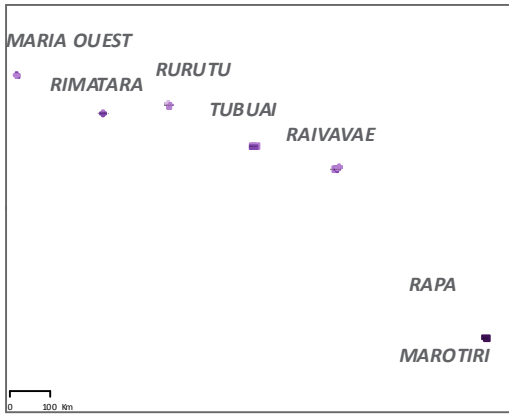 MARIA OUEST
RURUTU
RIMATARA
TUBUAI
RAIVAVAE
RAPA
MAROTIRI
0 100 Km